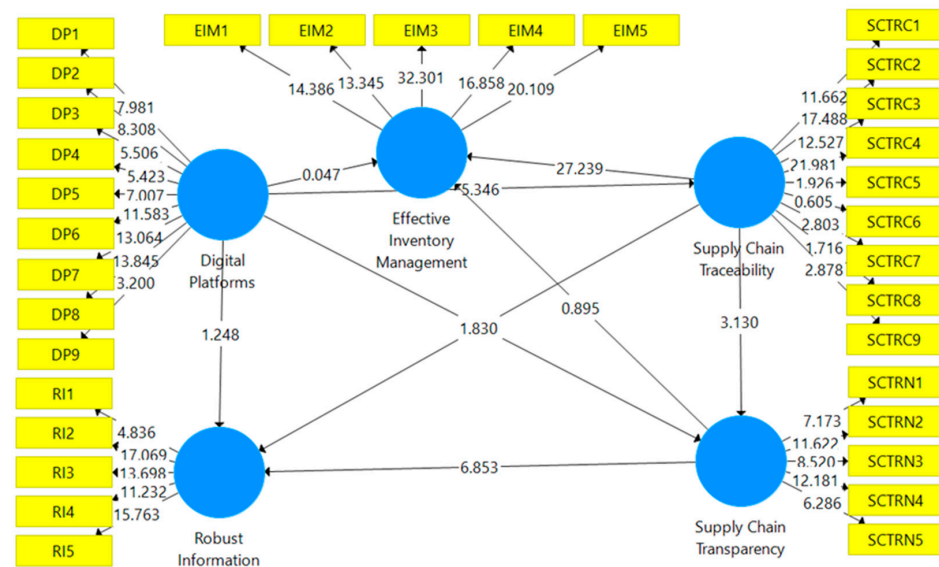 EIM1 EIM2 EIM3 EIM4 EIM5
14.386 13.345 32.301 16.858 20.109
DP1
DP2
DP3
DP4
DP5
DP6
DP7
DP8
DP9
7.981
8.308
5.506
5.423
7.007
11.583
13.064
13.845
3.200
Digital
Platforms
0.047
Effective
Inventory
Management
27.239
5.346
Supply Chain
Traceability
SCTRC1
SCTRC2
SCTRC3
SCTRC4
SCTRC5
SCTRC6
SCTRC7
SCTRC8
SCTRC9
11.662
17.488
12.527
21.981
1.926
0.605
2.803
1.716
2.878
1.248
1.830
0.895
3.130
RI1
RI2
RI3
RI4
RI5
4.836
17.069
13.698
11.232
15.763
Robust
Information
6.853
Supply Chain
Transparency
SCTRN1
SCTRN2
SCTRN3
SCTRN4
SCTRN5
7.173
11.622
8.520
12.181
6.286